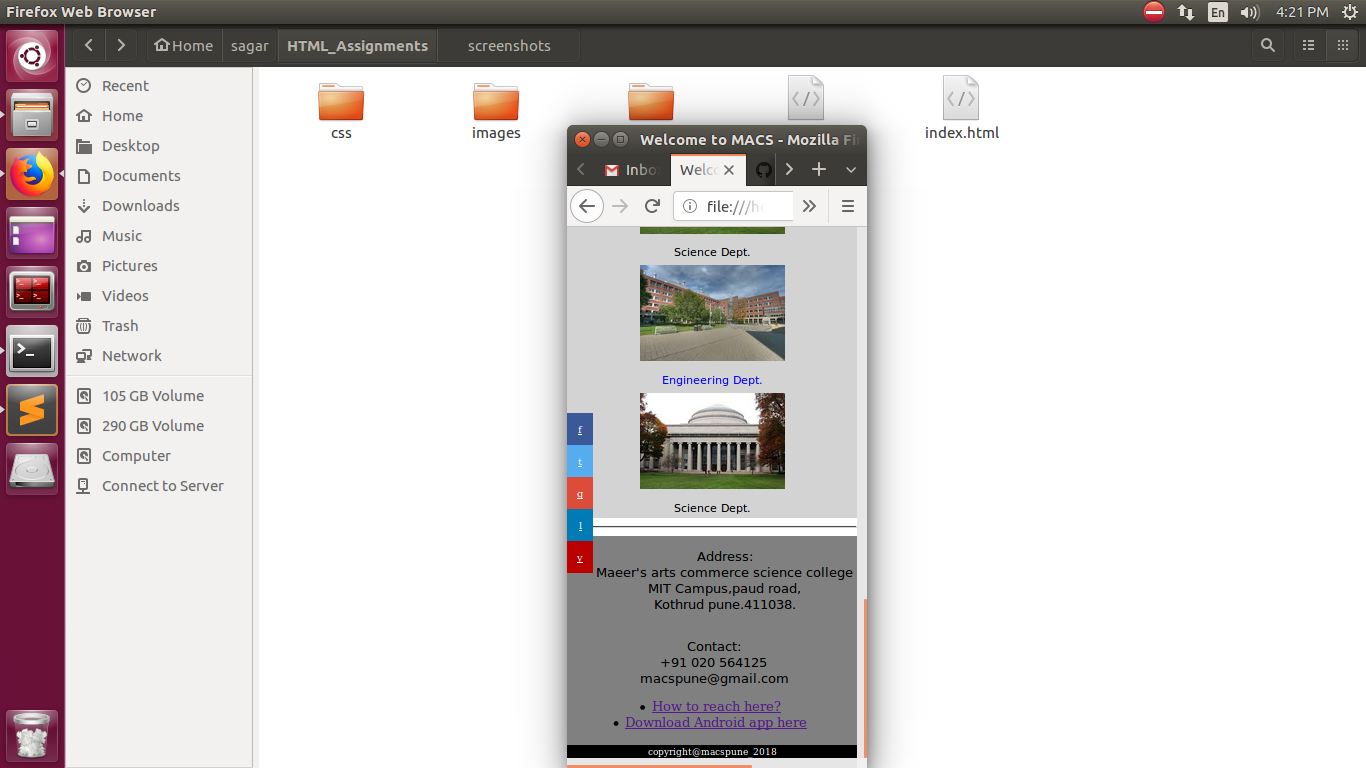 Firefox Web Browser
En
4:21 PM
Home
sagar
HTML_Assignments
screenshots
Recent
Home
Desktop
Documents
Downloads
Music
Pictures
Videos
Trash
Network
105 GB Volume
290 GB Volume
Computer
Connect to Server
css
images
index.html
Welcome to MACS - Mozilla Fi
Inbo
Welc
file:///h
Science Dept.
Engineering Dept.
Science Dept.
f
t
g
l
y
Address:
Maeer's arts commerce science college
MIT Campus,paud road,
Kothrud pune.411038.
Contact:
+91 020 564125
macspune@gmail.com
How to reach here?
Download Android app here
copyright@macspune_2018